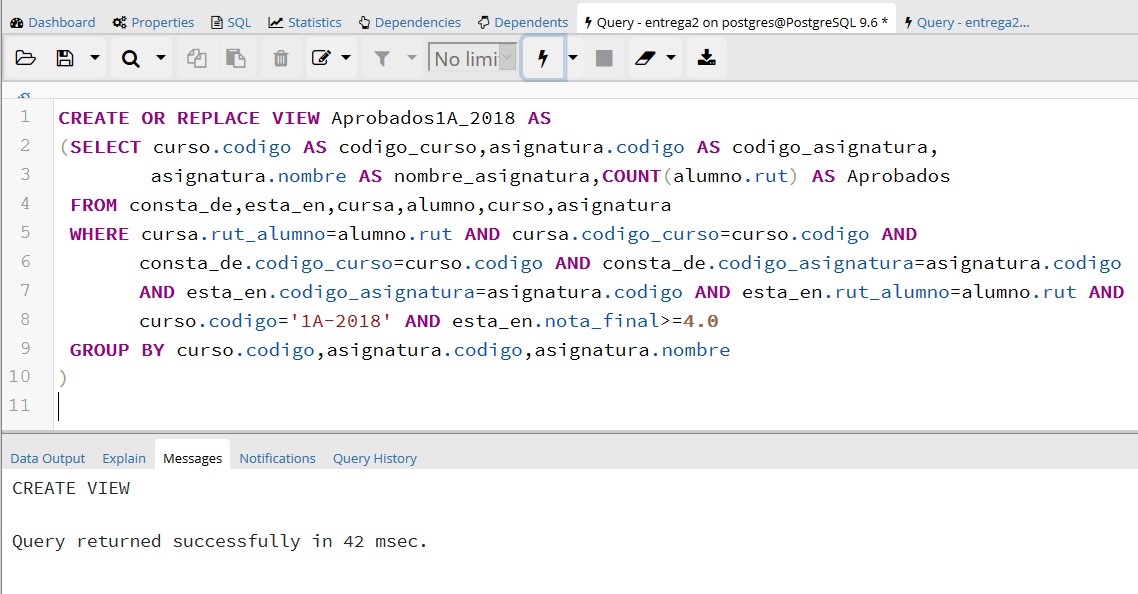 Dashboard Properties SQL Statistics Dependencies Dependents Query - entrega2 on postgres@PostgreSQL 9.6 * Query - entrega2...
No limi
1 CREATE OR REPLACE VIEW Aprobados1A_2018 AS
2 (SELECT curso.codigo AS codigo_curso,asignatura.codigo AS codigo_asignatura,
3 asignatura.nombre AS nombre_asignatura,COUNT(alumno.rut) AS Aprobados
4 FROM consta_de,esta_en,cursa,alumno,curso,asignatura
5 WHERE cursa.rut_alumno=alumno.rut AND cursa.codigo_curso=curso.codigo AND
6 consta_de.codigo_curso=curso.codigo AND consta_de.codigo_asignatura=asignatura.codigo
7 AND esta_en.codigo_asignatura=asignatura.codigo AND esta_en.rut_alumno=alumno.rut AND
8 curso.codigo='1A-2018' AND esta_en.nota_final>=4.0
9 GROUP BY curso.codigo,asignatura.codigo,asignatura.nombre
10 )
11
Data Output Explain Messages Notifications Query History
CREATE VIEW
Query returned successfully in 42 msec.